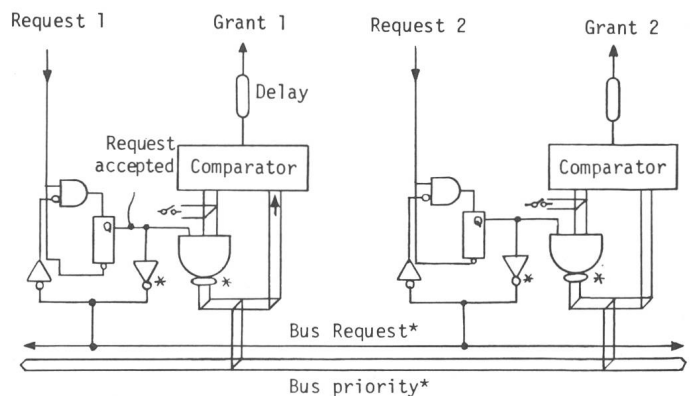 Request 1
Grant 1
Request 2
Grant 2
Delay
Request
accepted
Comparator
Comparator
Q
Q
*
*
*
*
Bus Request*
Bus priority*